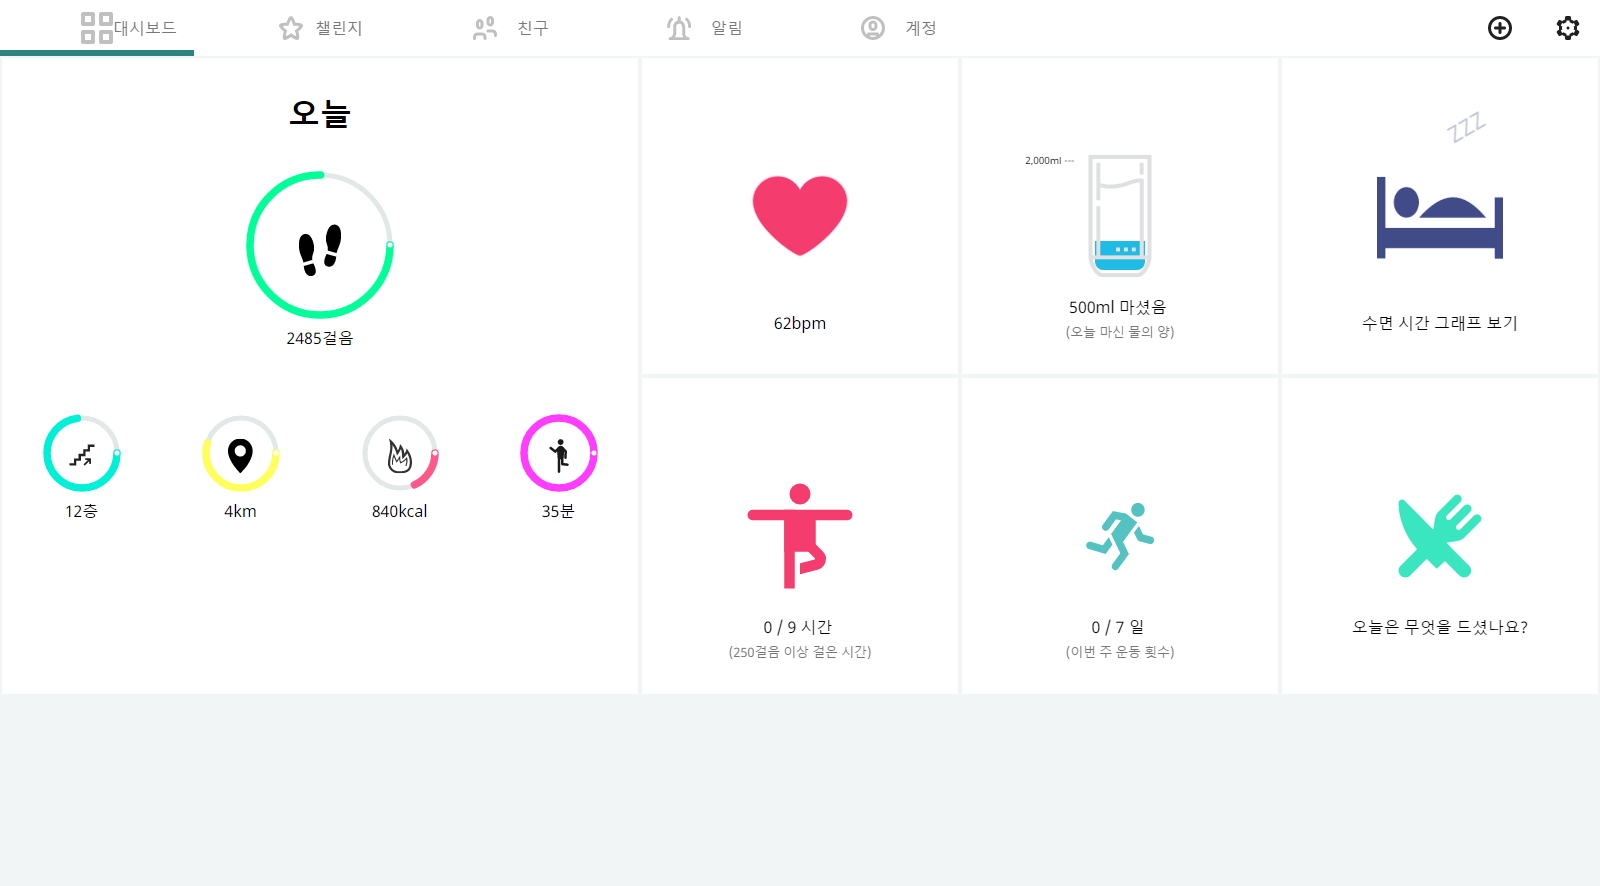 대시보드
챌린지
친구
알림
계정
오늘
2485걸음
12층
4km
840kcal
35분
62bpm
2,000ml ---
500ml 마셨음
(오늘 마신 물의 양)
ZZZ
수면 시간 그래프 보기
0 / 9 시간
(250걸음 이상 걸은 시간)
0 / 7 일
(이번 주 운동 횟수)
오늘은 무엇을 드셨나요?